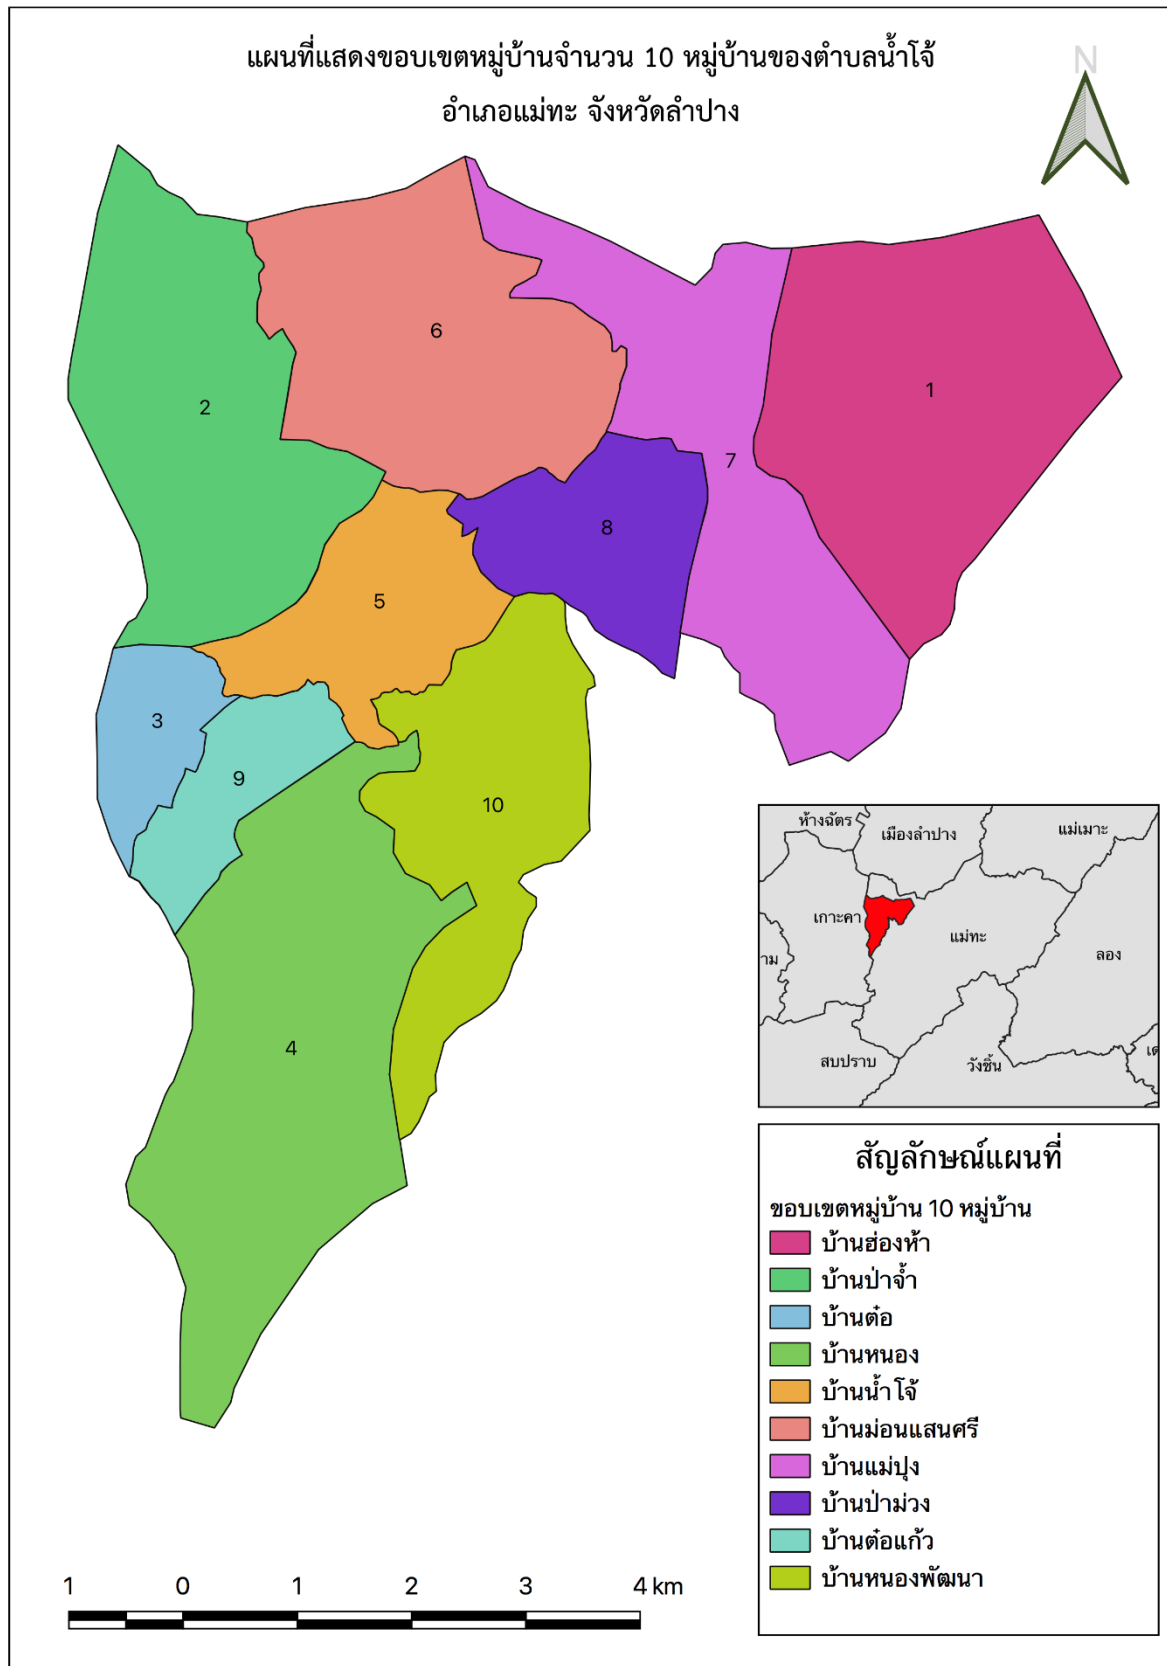 แผนที่แสดงขอบเขตหมู่บ้านจำนวน 10 หมู่บ้านของตำบลน้ำโจ้
อำเภอแม่ทะ จังหวัดลำปาง
N
6
1
2
7
8
5
3
9
10
4
ห้างฉัตร
เมืองลำปาง
แม่เมาะ
เกาะคา
แม่ทะ
ลอง
าม
สบปราบ
วังชิ้น
เด
สัญลักษณ์แผนที่
ขอบเขตหมู่บ้าน 10 หมู่บ้าน
บ้านฮ่องห้า
บ้านป่าจ้ำ
บ้านต๋อ
บ้านหนอง
บ้านน้ำโจ้
บ้านม่อนแสนศรี
บ้านแม่ปุง
บ้านป่าม่วง
บ้านต๋อแก้ว
บ้านหนองพัฒนา
1 0 1 2 3 4 km